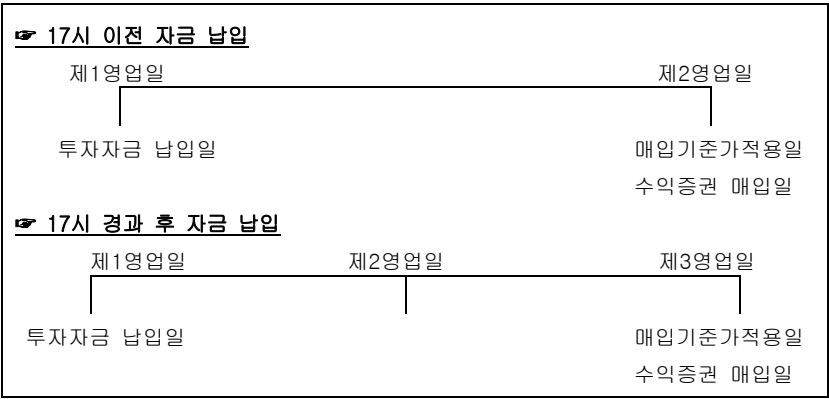 ☞ 17시 이전 자금 납입
제1영업일 제2영업일
투자자금 납입일 매입기준가적용일
수익증권 매입일
☞ 17시 경과 후 자금 납입
제1영업일 제2영업일 제3영업일
투자자금 납입일 매입기준가적용일
수익증권 매입일